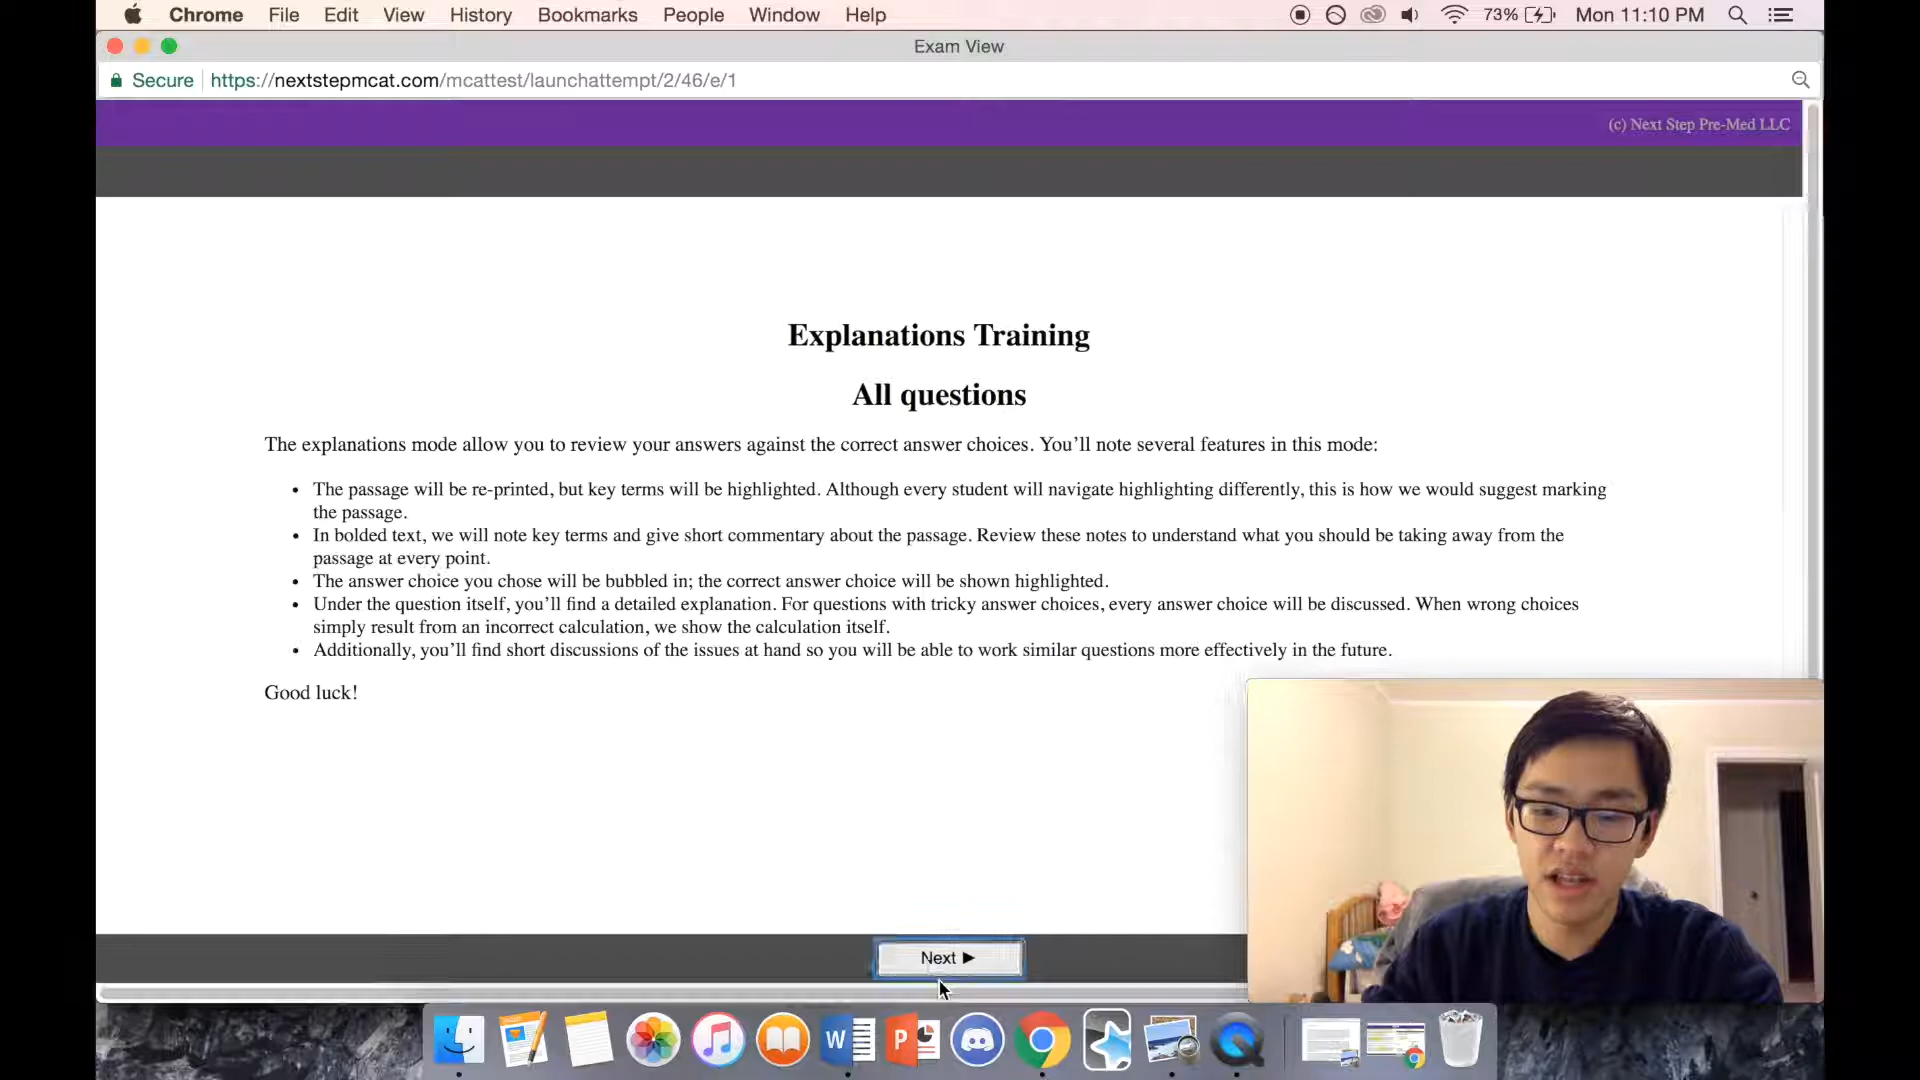 Chrome File Edit View History Bookmarks People Window Help 73% Mon 11:10 PM
Exam View
Secure https://nextstepmcat.com/mcattest/launchattempt/2/46/e/1
(c) Next Step Pre-Med LLC
Explanations Training
All questions
The explanations mode allow you to review your answers against the correct answer choices. You’ll note several features in this mode:
• The passage will be re-printed, but key terms will be highlighted. Although every student will navigate highlighting differently, this is how we would suggest marking
the passage.
• In bolded text, we will note key terms and give short commentary about the passage. Review these notes to understand what you should be taking away from the
passage at every point.
• The answer choice you chose will be bubbled in; the correct answer choice will be shown highlighted.
• Under the question itself, you’ll find a detailed explanation. For questions with tricky answer choices, every answer choice will be discussed. When wrong choices
simply result from an incorrect calculation, we show the calculation itself.
• Additionally, you’ll find short discussions of the issues at hand so you will be able to work similar questions more effectively in the future.
Good luck!
Next ►
W P